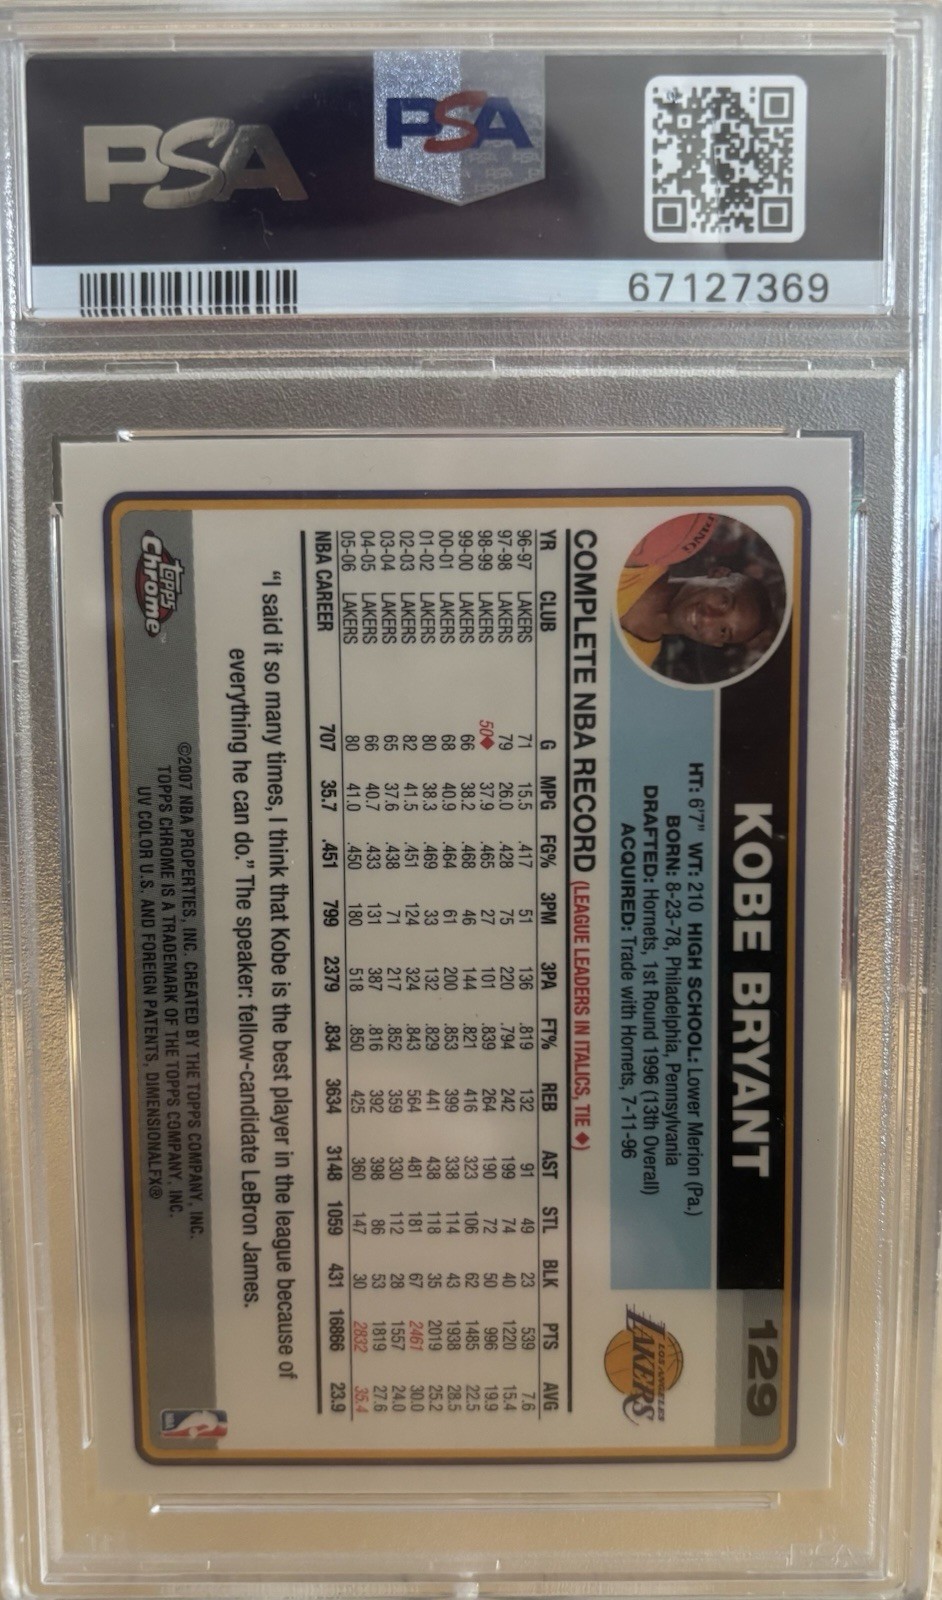 PSA
PSA
67127369
KOBE BRYANT
129
HT: 6'7" WT: 210 HIGH SCHOOL: Lower Merion (Pa.)
BORN: 8-23-78, Philadelphia, Pennsylvania
DRAFTED: Hornets, 1st Round 1996 (13th Overall)
ACQUIRED: Trade with Hornets, 7-11-96
LOS ANGELES
LAKERS
COMPLETE NBA RECORD (LEAGUE LEADERS IN ITALICS, TIE ♦)
YR CLUB G MPG FG% 3PM 3PA FT% REB AST STL BLK PTS AVG
96-97 LAKERS 71 15.5 .417 51 136 .819 132 91 49 23 539 7.6
97-98 LAKERS 79 26.0 .428 75 220 .794 242 199 74 40 1220 15.4
98-99 LAKERS 50♦ 37.9 .465 27 101 .839 264 190 72 50 996 19.9
99-00 LAKERS 66 38.2 .468 46 144 .821 416 323 106 62 1485 22.5
00-01 LAKERS 68 40.9 .464 61 200 .853 399 338 114 43 1938 28.5
01-02 LAKERS 80 38.3 .469 33 132 .829 441 438 118 35 2019 25.2
02-03 LAKERS 82 41.5 .451 124 324 .843 564 481 181 67 2461 30.0
03-04 LAKERS 65 37.6 .438 71 217 .852 359 330 112 28 1557 24.0
04-05 LAKERS 66 40.7 .433 131 387 .816 392 398 86 53 1819 27.6
05-06 LAKERS 80 41.0 .450 180 518 .850 425 360 147 30 2832 35.4
NBA CAREER 707 35.7 .451 799 2379 .834 3634 3148 1059 431 16866 23.9
"I said it so many times, I think that Kobe is the best player in the league because of
everything he can do." The speaker: fellow-candidate LeBron James.
topps
Chrome
©2007 NBA PROPERTIES, INC. CREATED BY THE TOPPS COMPANY, INC.
TOPPS CHROME IS A TRADEMARK OF THE TOPPS COMPANY, INC.
UV COLOR U.S. AND FOREIGN PATENTS, DIMENSIONALFX®
NBA